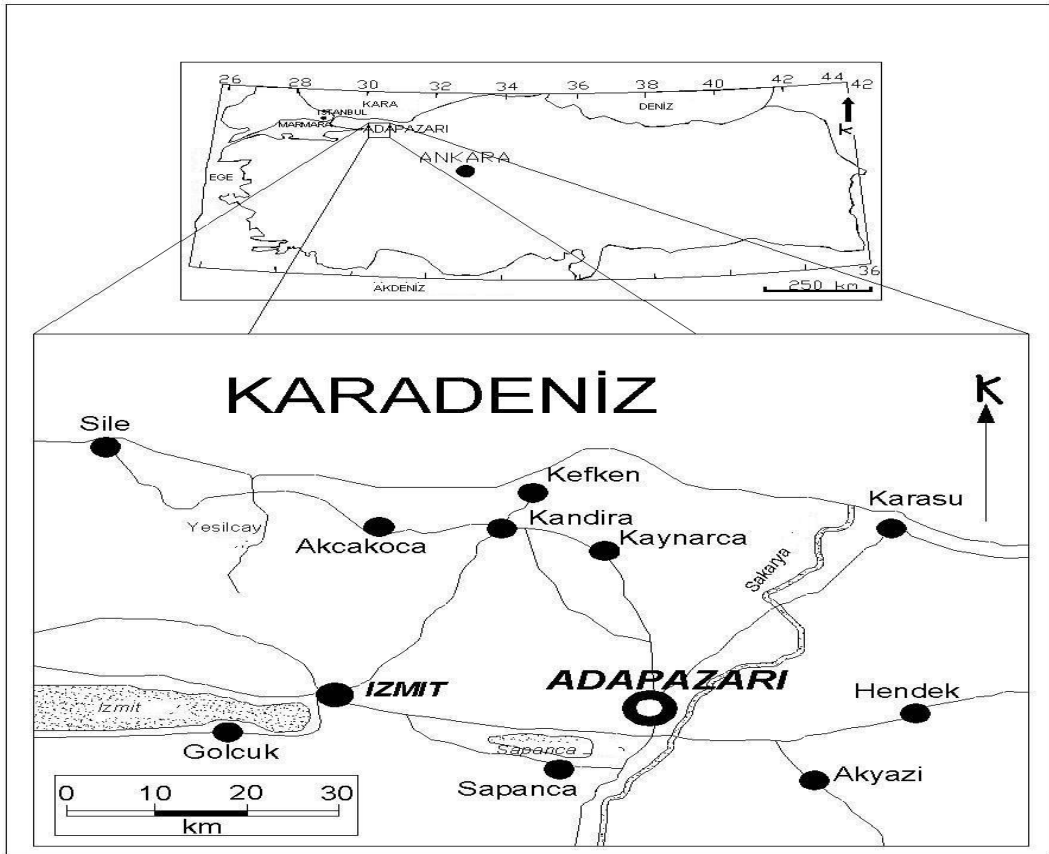 26 28 30 32 34 36 38 40 42 44 42
KARA DENİZ
ISTANBUL
MARMARA
ADAPAZARI
K
ANKARA
EGE
36
AKDENİZ
250 km
KARADENİZ
K
Sile
Kefken
Karasu
Yesilcay
Akcakoca
Kandira
Kaynarca
Sakarya
IZMIT
ADAPAZARI
Hendek
Izmit
Golcuk
Sapanca
Sapanca
Akyazi
0 10 20 30
km